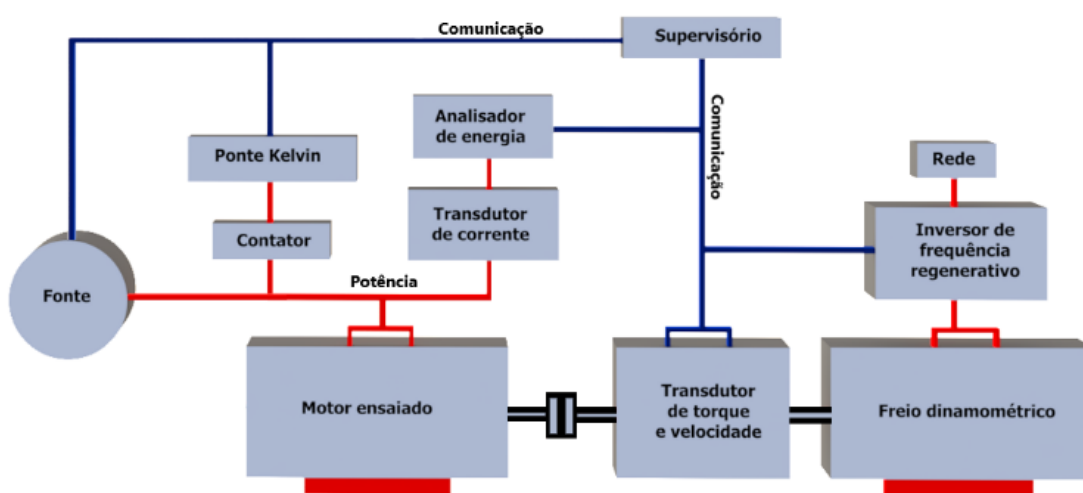 Comunicação
Supervisório
Analisador
de energia
Comunicação
Ponte Kelvin
Rede
Transdutor
de corrente
Contator
Inversor de
frequência
regenerativo
Fonte
Potência
Motor ensaiado
Transdutor
de torque
e velocidade
Freio dinamométrico